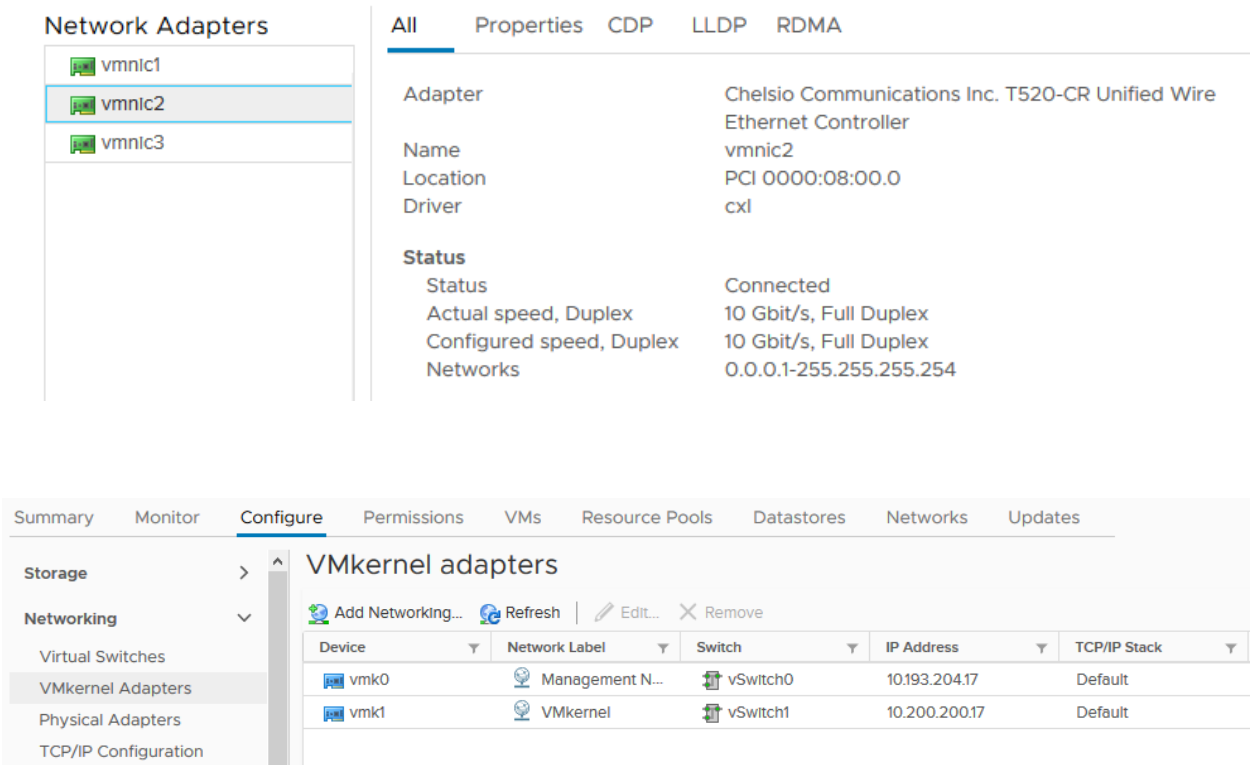 Network Adapters
vmnic1
vmnic2
vmnic3
All Properties CDP LLDP RDMA
Adapter Chelsio Communications Inc. T520-CR Unified Wire
Ethernet Controller
Name vmnic2
Location PCI 0000:08:00.0
Driver cxl
Status
Status Connected
Actual speed, Duplex 10 Gbit/s, Full Duplex
Configured speed, Duplex 10 Gbit/s, Full Duplex
Networks 0.0.0.1-255.255.255.254
Summary Monitor Configure Permissions VMs Resource Pools Datastores Networks Updates
Storage
Networking
Virtual Switches
VMkernel Adapters
Physical Adapters
TCP/IP Configuration
VMkernel adapters
Add Networking... Refresh Edit... Remove
Device Network Label Switch IP Address TCP/IP Stack
vmk0 Management N... vSwitch0 10.193.204.17 Default
vmk1 VMkernel vSwitch1 10.200.200.17 Default